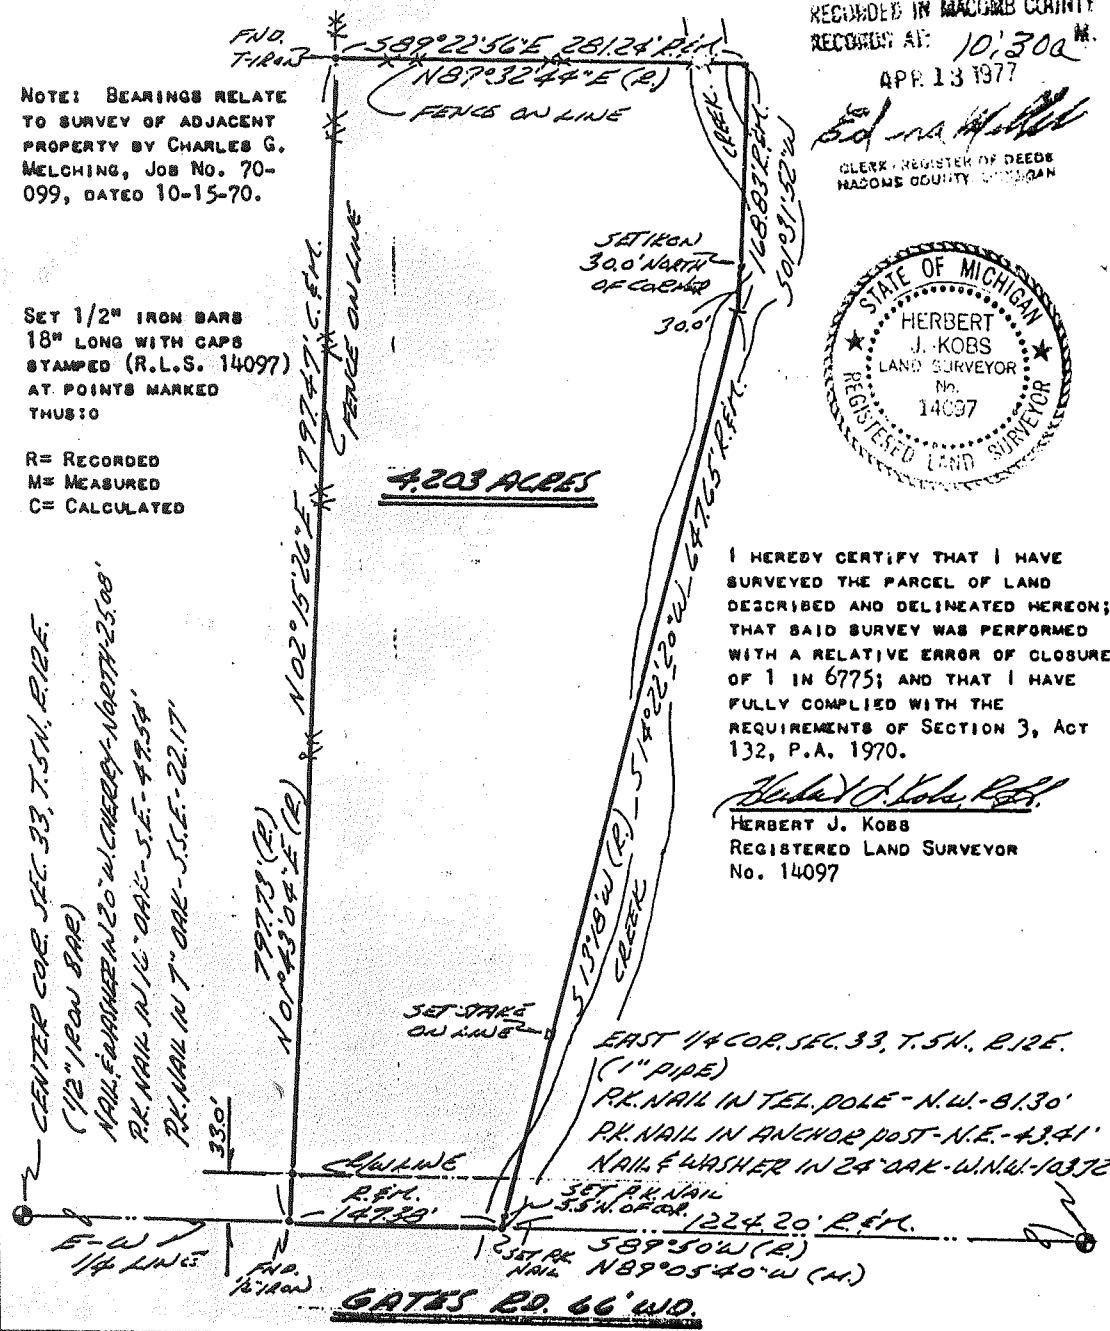 RECORDED IN MACOMB COUNTY
RECORDS AT: 10:30a M.
APR 13 1977
CLERK - REGISTER OF DEEDS
MACOMB COUNTY, MICHIGAN
FND.
T-IRON
S89°22'56"E 281.24' R.&M.
N87°32'44"E (R.)
FENCE ON LINE
NOTE: BEARINGS RELATE
TO SURVEY OF ADJACENT
PROPERTY BY CHARLES G.
MELCHING, JOB No. 70-
099, DATED 10-15-70.
CREEK
CREEK
168.83' R.&M.
S01°31'52"W
SET IRON
30.0' NORTH
OF CORNER
30.0'
STATE OF MICHIGAN
HERBERT
J. KOBS
LAND SURVEYOR
No.
14097
REGISTERED LAND SURVEYOR
SET 1/2" IRON BARS
18" LONG WITH CAPS
STAMPED (R.L.S. 14097)
AT POINTS MARKED
THUS:O
R= RECORDED
M= MEASURED
C= CALCULATED
N02°15'26"E 797.47' C.&M.
FENCE ON LINE
4.203 ACRES
S14°22'20"W 647.65' R.&M.
S13°18'W (R.)
CREEK
I HEREBY CERTIFY THAT I HAVE
SURVEYED THE PARCEL OF LAND
DESCRIBED AND DELINEATED HEREON;
THAT SAID SURVEY WAS PERFORMED
WITH A RELATIVE ERROR OF CLOSURE
OF 1 IN 6775; AND THAT I HAVE
FULLY COMPLIED WITH THE
REQUIREMENTS OF SECTION 3, ACT
132, P.A. 1970.
Herbert J. Kobs, R.L.S.
HERBERT J. KOBS
REGISTERED LAND SURVEYOR
No. 14097
CENTER COR. SEC. 33, T.5N., R.12E.
(1/2" IRON BAR)
NAIL & WASHER IN 20" W. CHERRY-NORTH-25.08'
P.K. NAIL IN 16" OAK-S.E.-49.54'
P.K. NAIL IN 7" OAK-S.S.E.-22.17'
797.73' (R.)
N01°43'04"E (R.)
SET STAKE
ON LINE
EAST 1/4 COR. SEC. 33, T.5N., R.12E.
(1" PIPE)
P.K. NAIL IN TEL. POLE-N.W.-81.30'
P.K. NAIL IN ANCHOR POST-N.E.-43.41'
NAIL & WASHER IN 24" OAK-W.N.W.-103.72
33.0'
R/W LINE
R.&M.
147.38'
SET P.K. NAIL
5.5' N. OF COR.
1224.20' R.&M.
S89°50'W (R.)
N89°05'40"W (M.)
E-W
1/4 LINE
FND.
1/2" IRON
SET PK
NAIL
GATES RD. 66' WD.